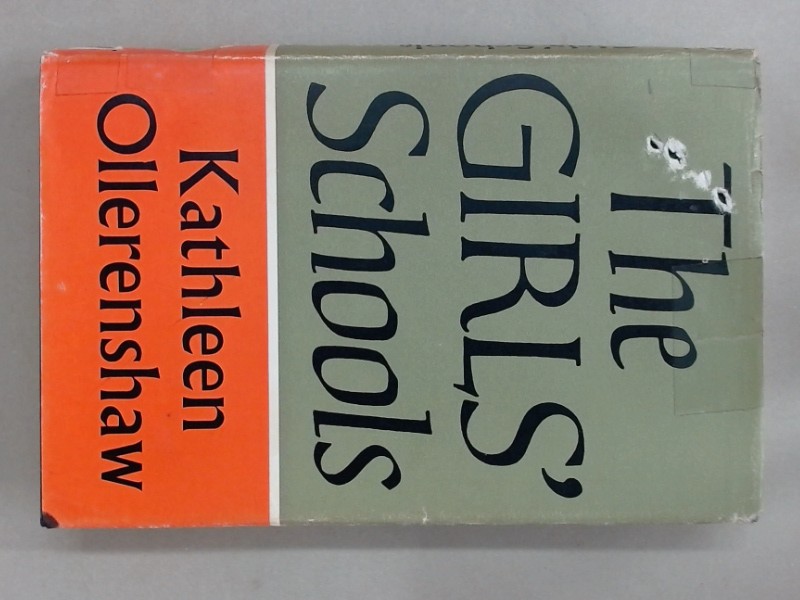 The
GIRLS'
Schools
Kathleen
Ollerenshaw